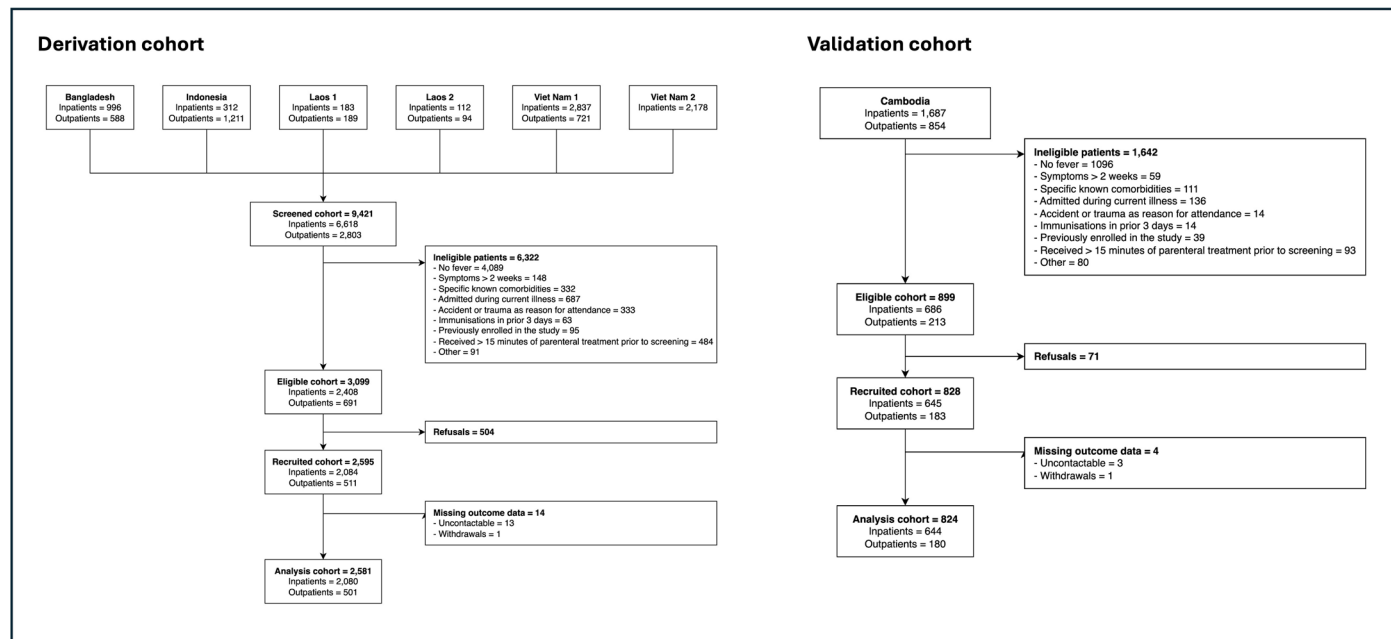 Derivation cohort
Bangladesh
Inpatients = 996
Outpatients = 588
Indonesia
Inpatients = 312
Outpatients = 1,211
Laos 1
Inpatients = 183
Outpatients = 189
Laos 2
Inpatients = 112
Outpatients = 94
Viet Nam 1
Inpatients = 2,837
Outpatients = 721
Viet Nam 2
Inpatients = 2,178
Screened cohort = 9,421
Inpatients = 6,618
Outpatients = 2,803
Ineligible patients = 6,322
- No fever = 4,089
- Symptoms > 2 weeks = 148
- Specific known comorbidities = 332
- Admitted during current illness = 687
- Accident or trauma as reason for attendance = 333
- Immunisations in prior 3 days = 63
- Previously enrolled in the study = 95
- Received > 15 minutes of parenteral treatment prior to screening = 484
- Other = 91
Eligible cohort = 3,099
Inpatients = 2,408
Outpatients = 691
Refusals = 504
Recruited cohort = 2,595
Inpatients = 2,084
Outpatients = 511
Missing outcome data = 14
- Uncontactable = 13
- Withdrawals = 1
Analysis cohort = 2,581
Inpatients = 2,080
Outpatients = 501
Validation cohort
Cambodia
Inpatients = 1,687
Outpatients = 854
Ineligible patients = 1,642
- No fever = 1096
- Symptoms > 2 weeks = 59
- Specific known comorbidities = 111
- Admitted during current illness = 136
- Accident or trauma as reason for attendance = 14
- Immunisations in prior 3 days = 14
- Previously enrolled in the study = 39
- Received > 15 minutes of parenteral treatment prior to screening = 93
- Other = 80
Eligible cohort = 899
Inpatients = 686
Outpatients = 213
Refusals = 71
Recruited cohort = 828
Inpatients = 645
Outpatients = 183
Missing outcome data = 4
- Uncontactable = 3
- Withdrawals = 1
Analysis cohort = 824
Inpatients = 644
Outpatients = 180